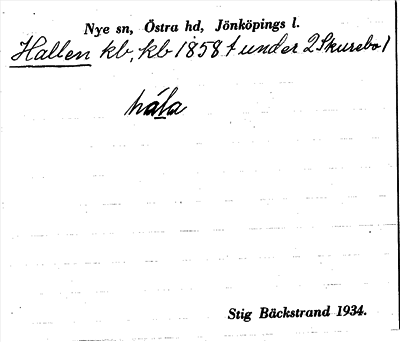 Nye sn, Östra hd, Jönköpings l.
Hallen kb, kb 1858 t under 2 Skurebo 1
håla
Stig Bäckstrand 1934.